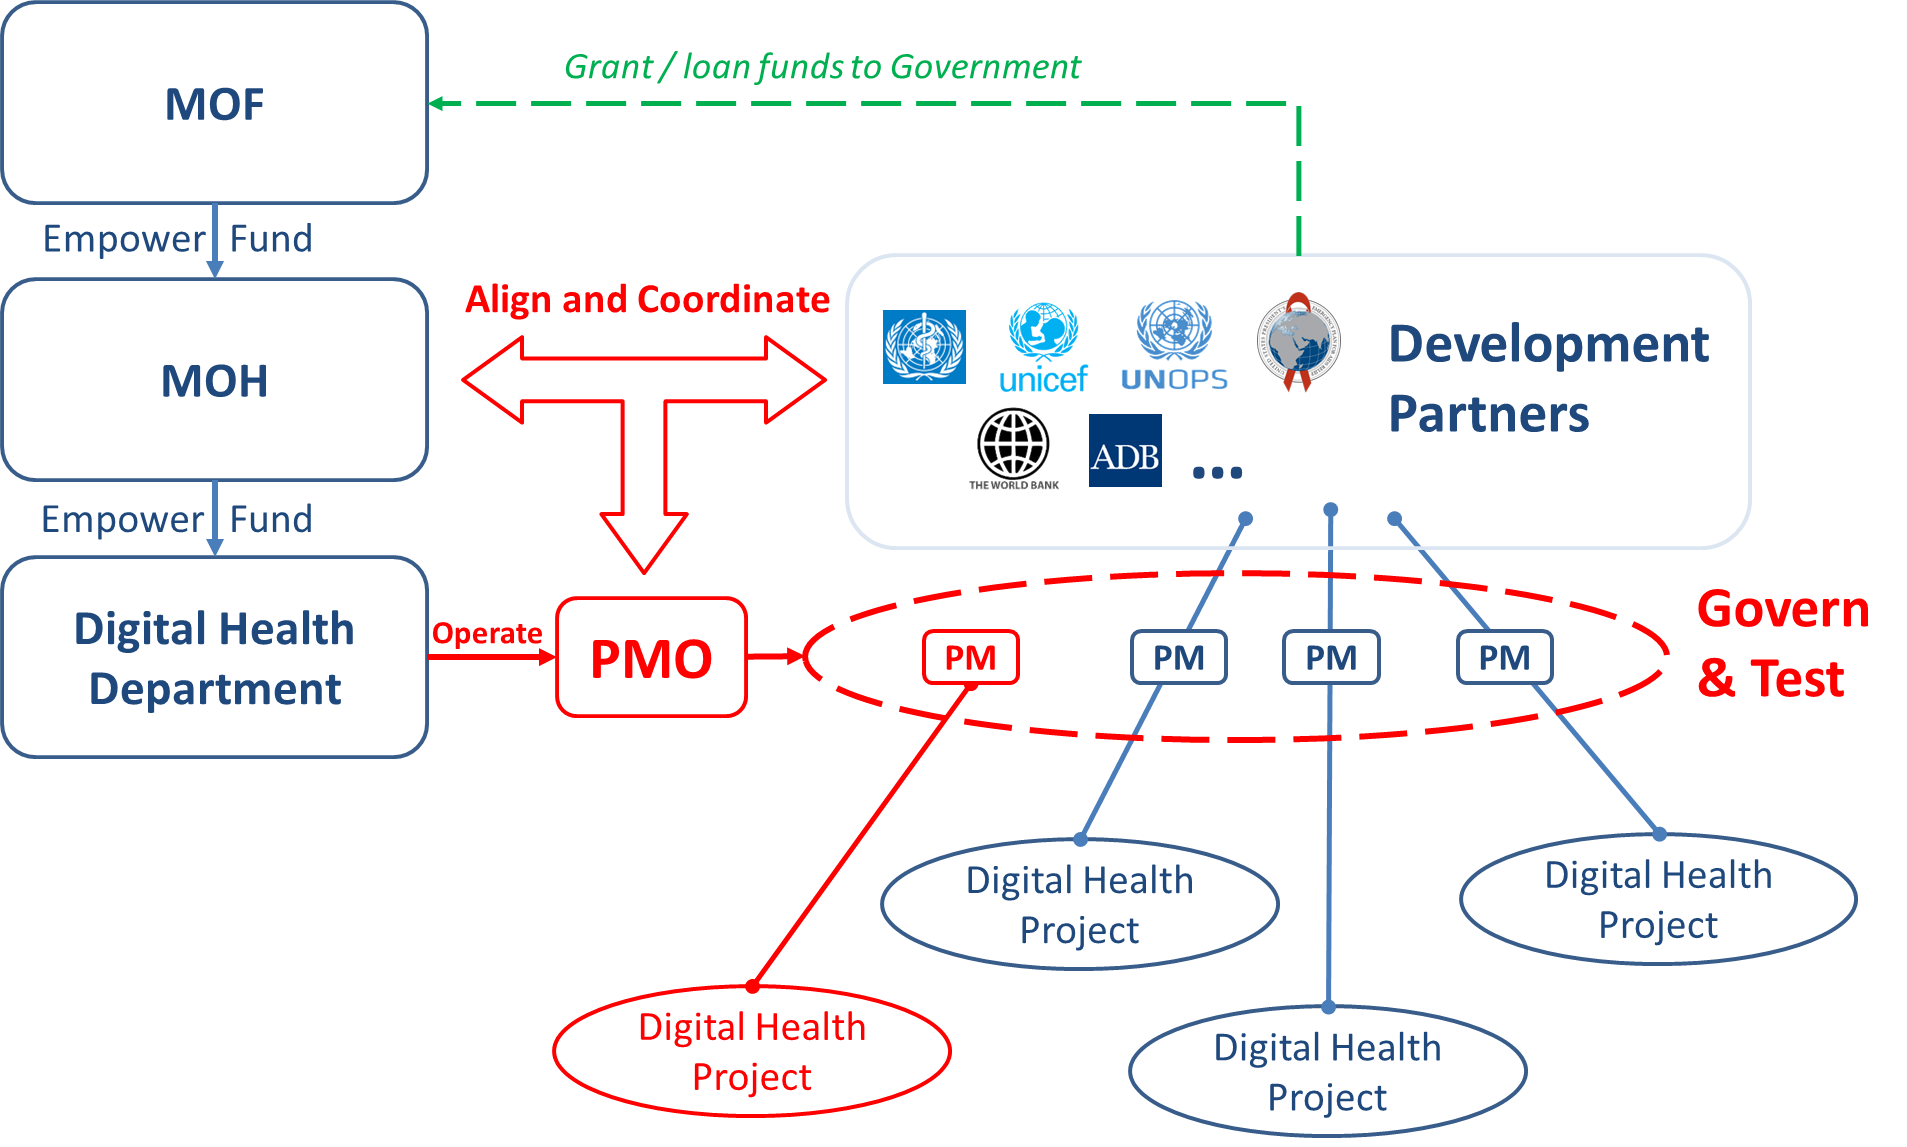 MOF
Grant / loan funds to Government
Empower Fund
MOH
Align and Coordinate
unicef
UNOPS
THE WORLD BANK
ADB
...
Development
Partners
Empower Fund
Digital Health
Department
Operate
PMO
PM
PM
PM
PM
Govern
& Test
Digital Health
Project
Digital Health
Project
Digital Health
Project
Digital Health
Project